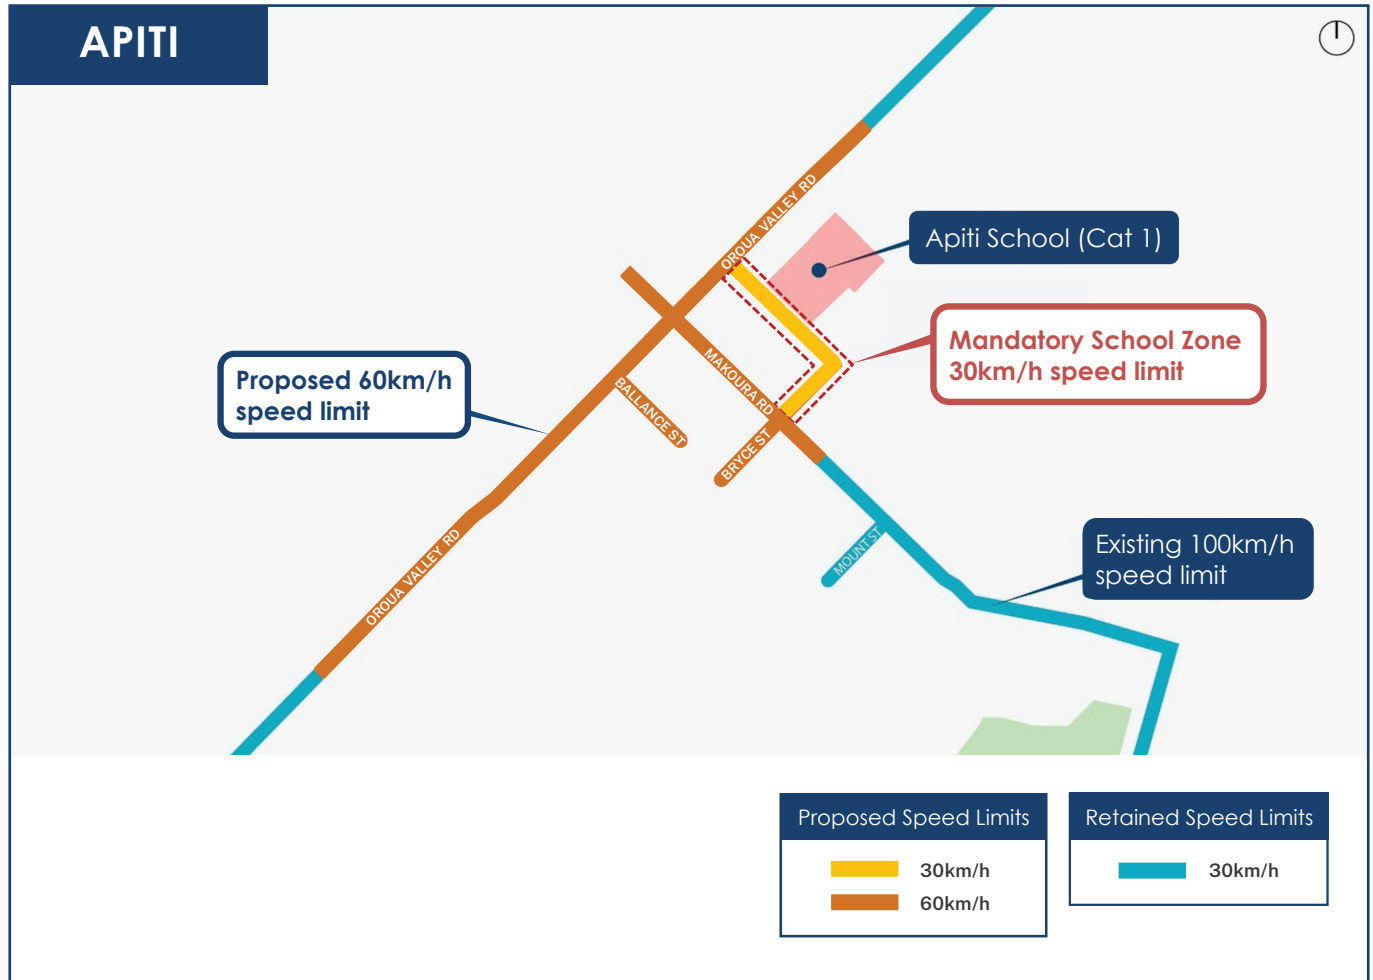 APITI
OROUA VALLEY RD
Apiti School (Cat 1)
Mandatory School Zone
30km/h speed limit
Proposed 60km/h
speed limit
MAKOURA RD
BALLANCE ST
BRYCE ST
OROUA VALLEY RD
MOUNT ST
Existing 100km/h
speed limit
Proposed Speed Limits
30km/h
60km/h
Retained Speed Limits
30km/h